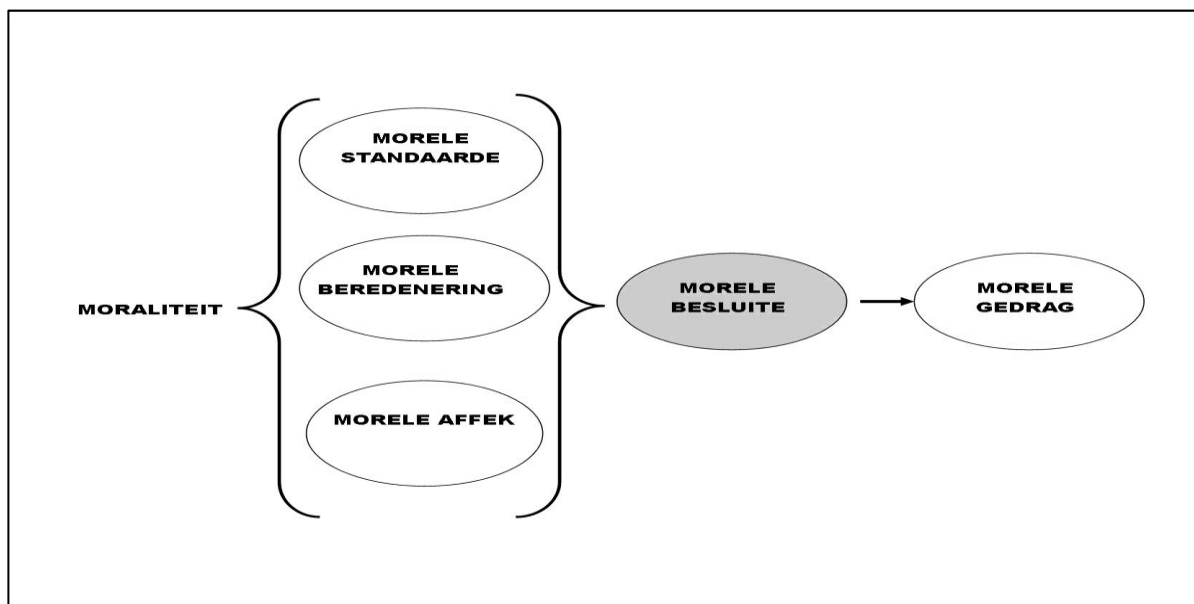 MORALITEIT
MORELE
STANDAARDE
MORELE
BEREDENERING
MORELE AFFEK
MORELE
BESLUITE
MORELE
GEDRAG